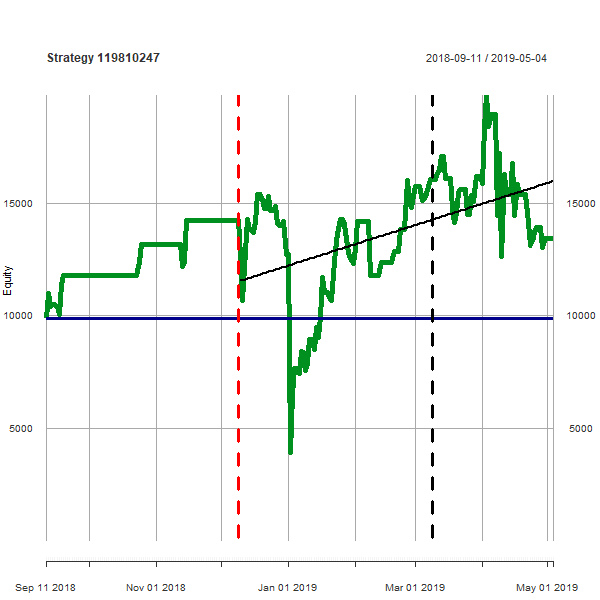 Strategy 119810247 2018-09-11 / 2019-05-04
15000 15000
Equity
10000 10000
5000 5000
Sep 11 2018 Nov 01 2018 Jan 01 2019 Mar 01 2019 May 01 2019